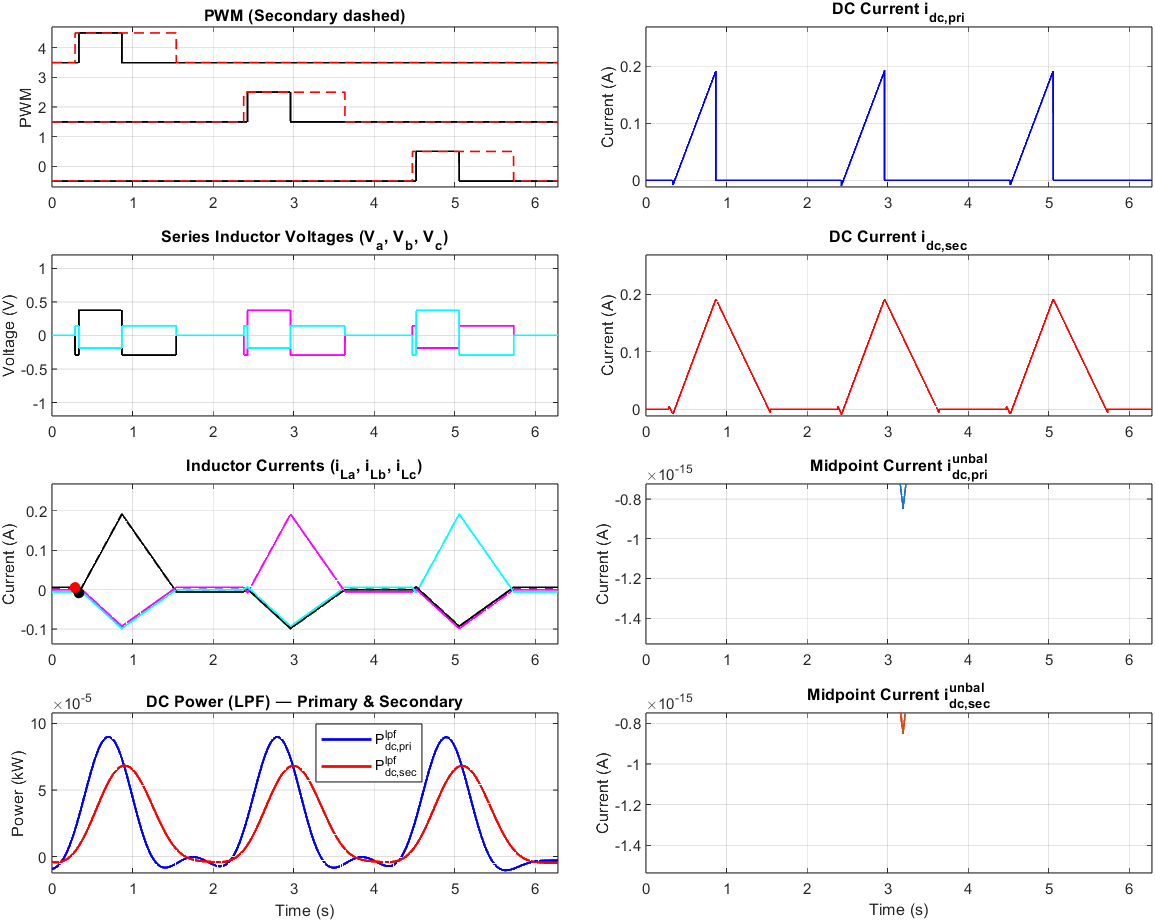 PWM (Secondary dashed)
PWM
4
3
2
1
0
0 1 2 3 4 5 6
DC Current i_dc,pri
Current (A)
0.2
0.1
0
0 1 2 3 4 5 6
Series Inductor Voltages (V_a, V_b, V_c)
Voltage (V)
1
0.5
0
-0.5
-1
0 1 2 3 4 5 6
DC Current i_dc,sec
Current (A)
0.2
0.1
0
0 1 2 3 4 5 6
Inductor Currents (i_La, i_Lb, i_Lc)
Current (A)
0.2
0.1
0
-0.1
0 1 2 3 4 5 6
Midpoint Current i^unbal_dc,pri
×10^-15
Current (A)
-0.8
-1
-1.2
-1.4
0 1 2 3 4 5 6
DC Power (LPF) — Primary & Secondary
×10^-5
Power (kW)
10
5
0
P^lpf_dc,pri
P^lpf_dc,sec
0 1 2 3 4 5 6
Time (s)
Midpoint Current i^unbal_dc,sec
×10^-15
Current (A)
-0.8
-1
-1.2
-1.4
0 1 2 3 4 5 6
Time (s)